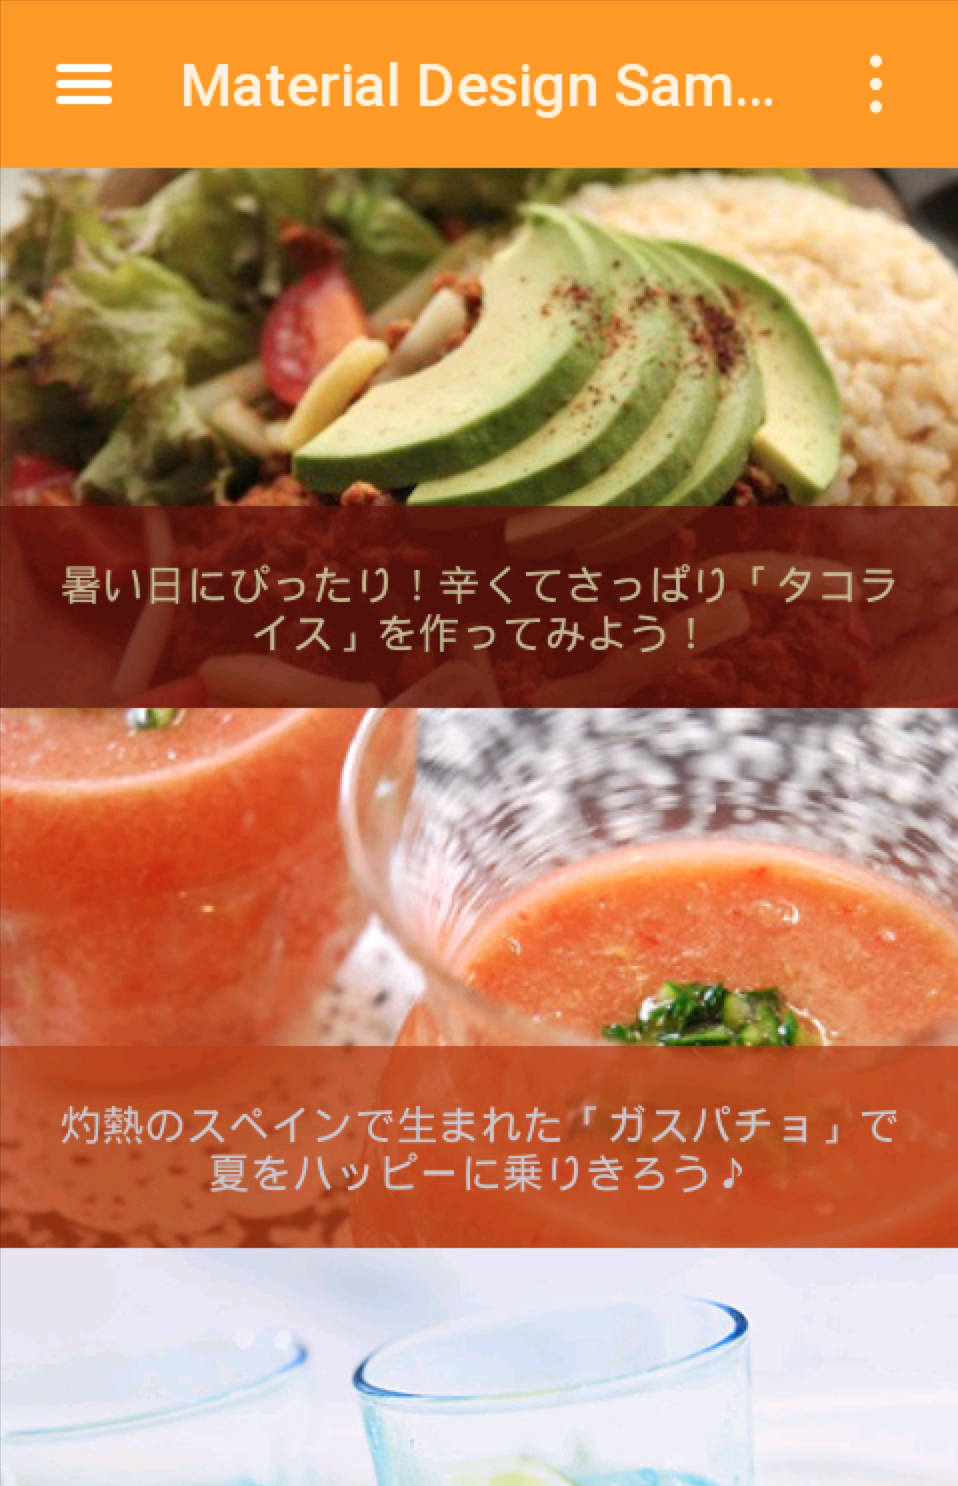 Material Design Sam...
暑い日にぴったり！辛くてさっぱり「タコラ
イス」を作ってみよう！
灼熱のスペインで生まれた「ガスパチョ」で
夏をハッピーに乗りきろう♪